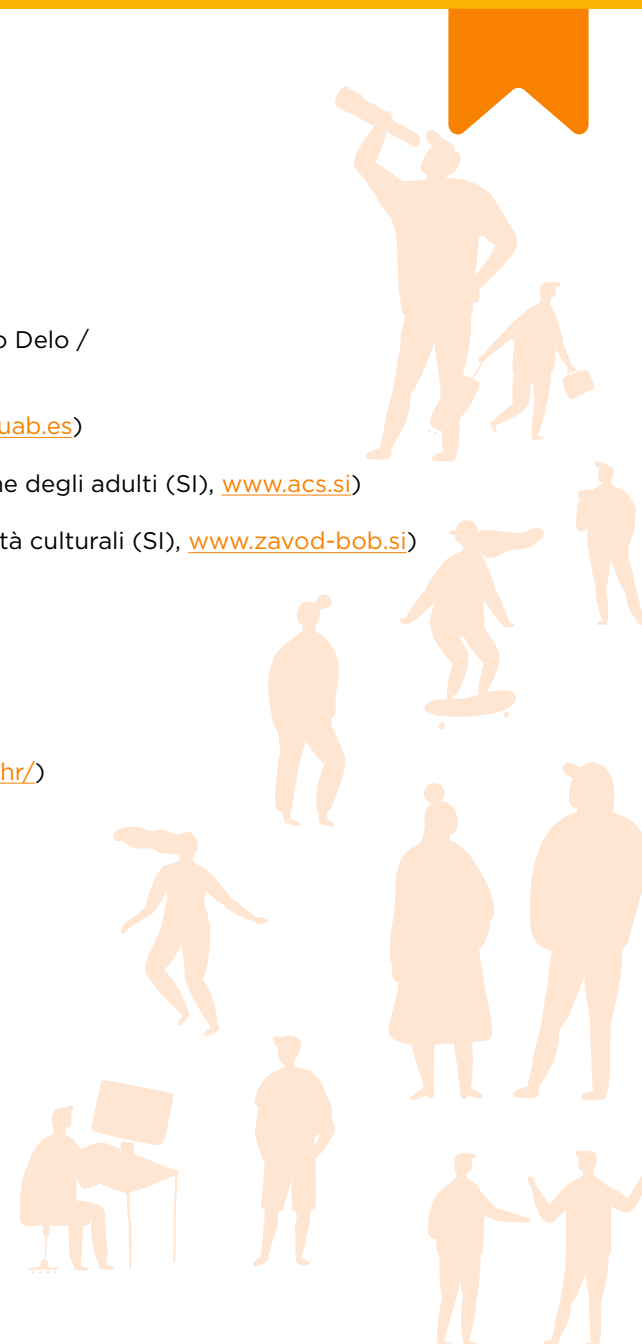 o Delo /
uab.es)
ne degli adulti (SI), www.acs.si)
tà culturali (SI), www.zavod-bob.si)
hr/)